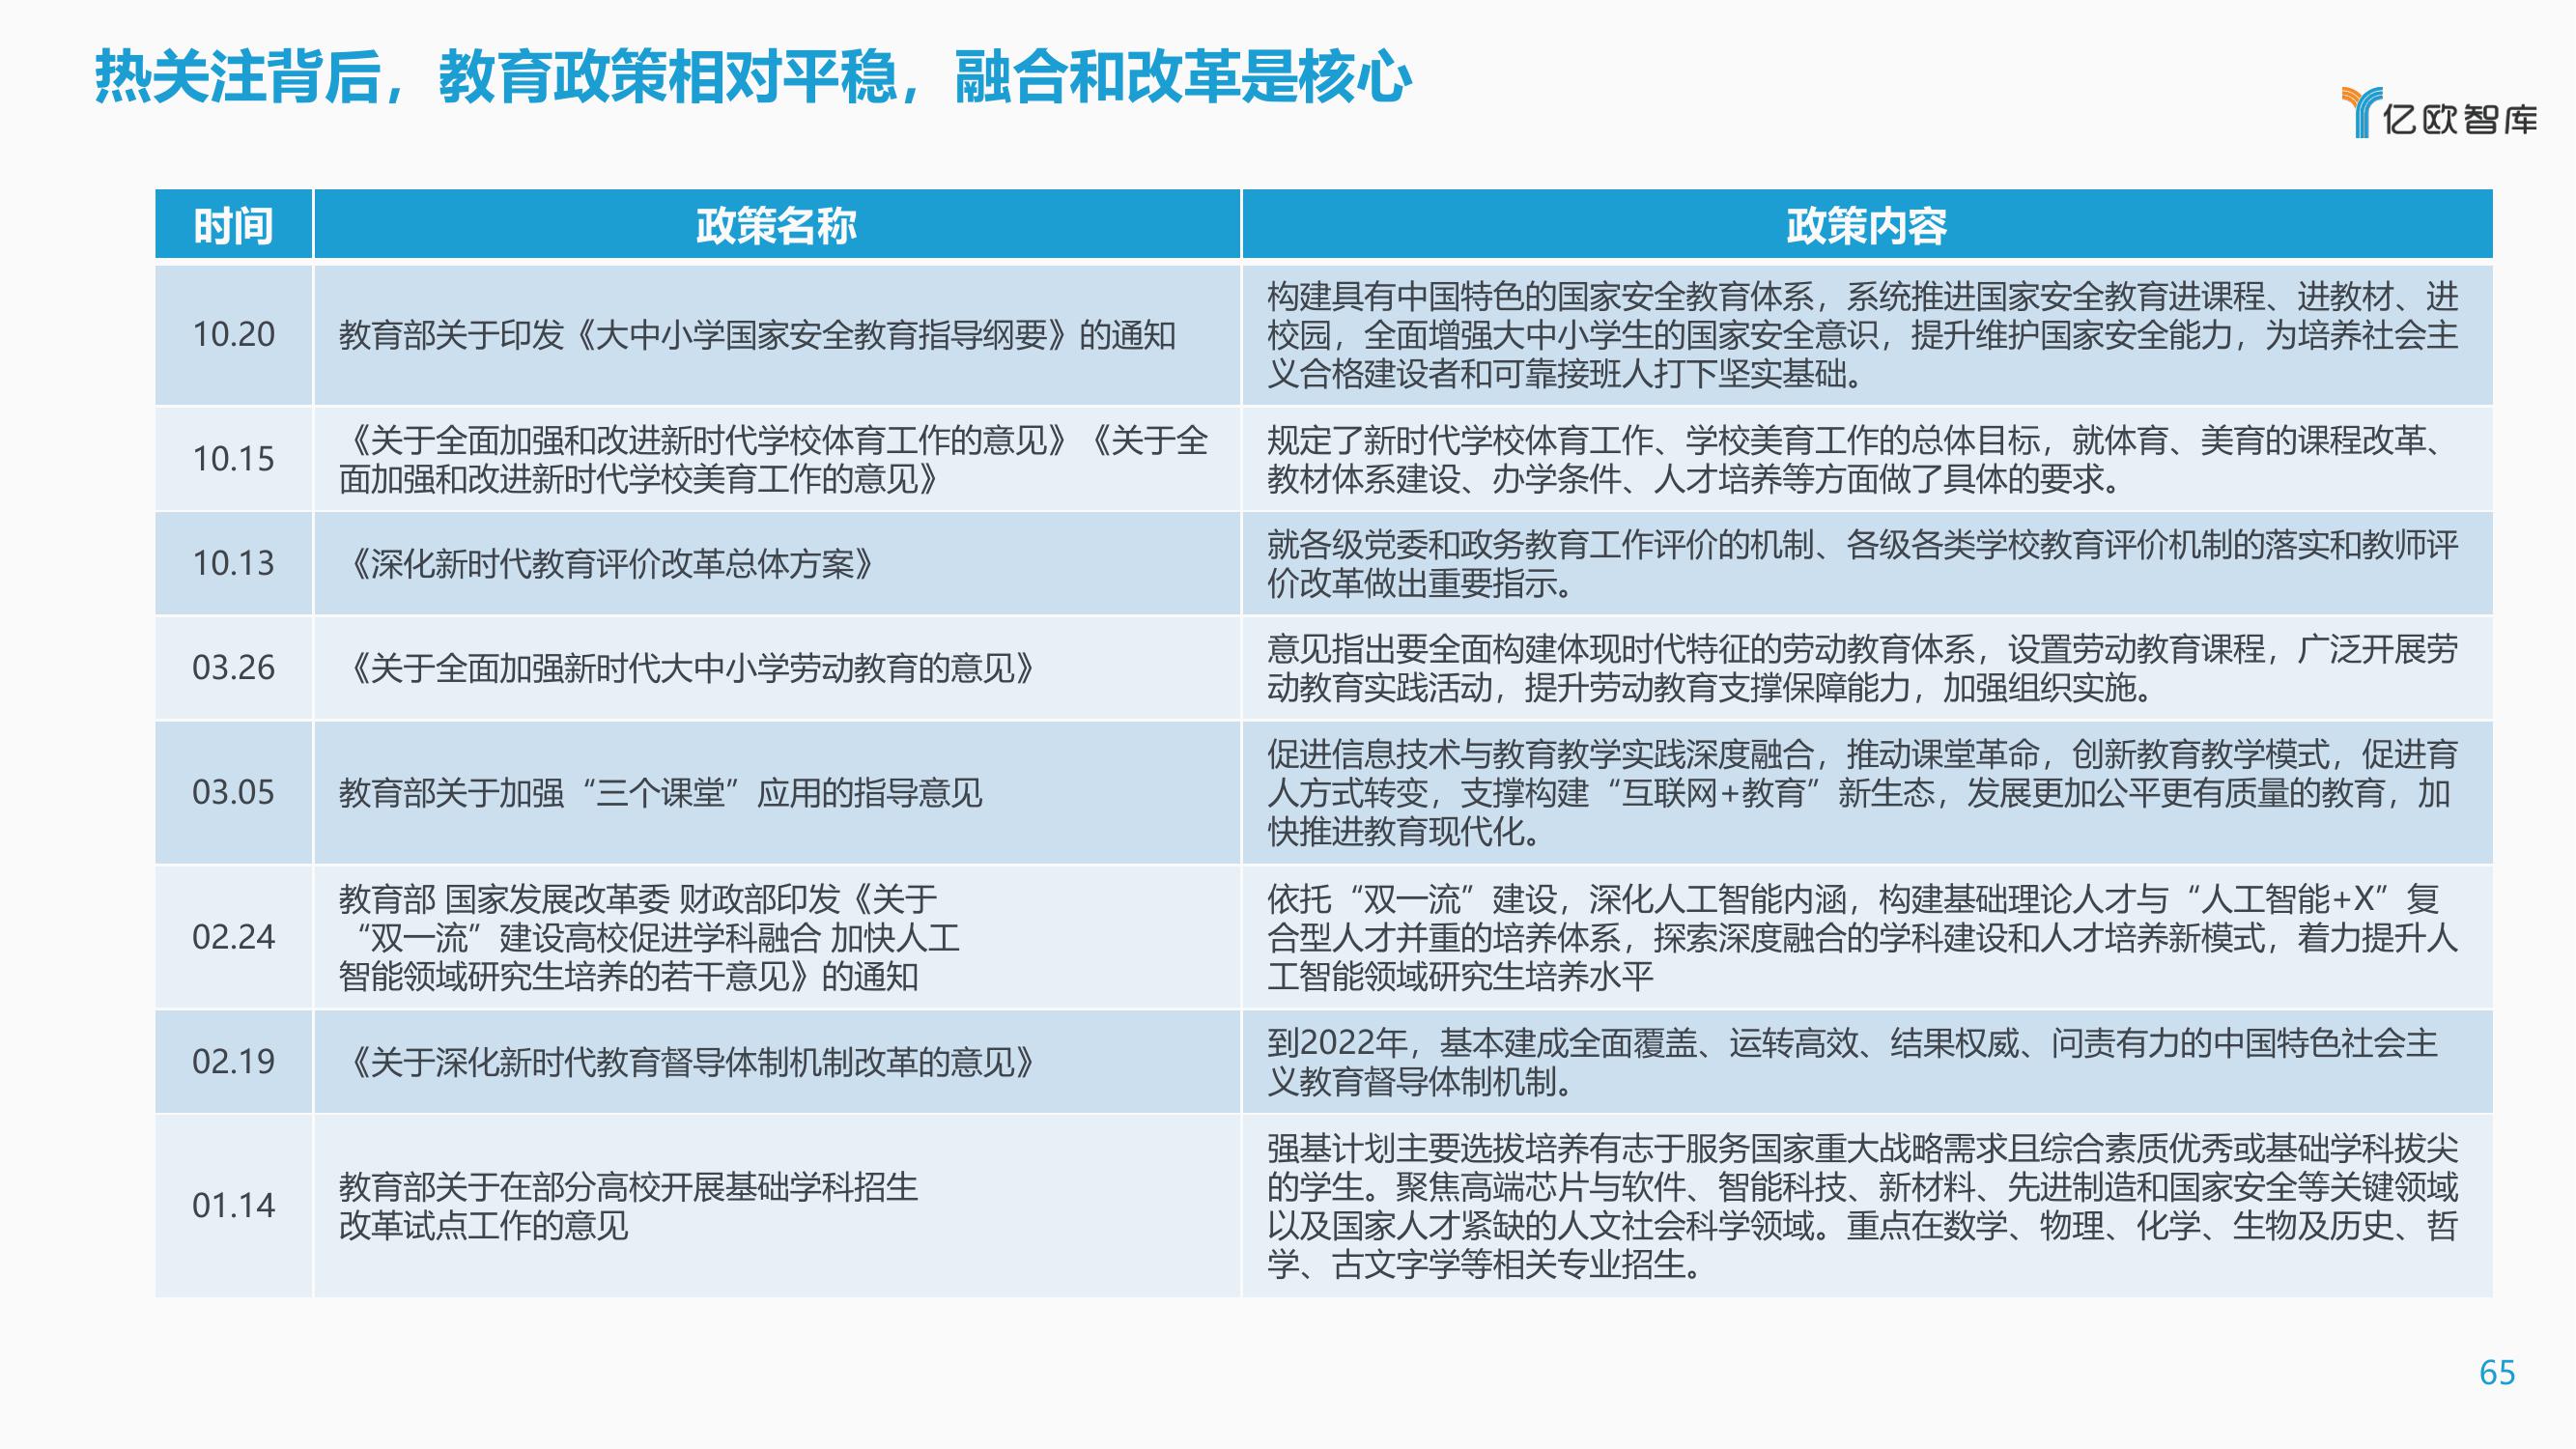 热关注背后，教育政策相对平稳，融合和改革是核心
亿欧智库
时间
政策名称
政策内容
10.20
教育部关于印发《大中小学国家安全教育指导纲要》的通知
构建具有中国特色的国家安全教育体系，系统推进国家安全教育进课程、进教材、进
校园，全面增强大中小学生的国家安全意识，提升维护国家安全能力，为培养社会主
义合格建设者和可靠接班人打下坚实基础。
10.15
《关于全面加强和改进新时代学校体育工作的意见》《关于全
面加强和改进新时代学校美育工作的意见》
规定了新时代学校体育工作、学校美育工作的总体目标，就体育、美育的课程改革、
教材体系建设、办学条件、人才培养等方面做了具体的要求。
10.13
《深化新时代教育评价改革总体方案》
就各级党委和政务教育工作评价的机制、各级各类学校教育评价机制的落实和教师评
价改革做出重要指示。
03.26
《关于全面加强新时代大中小学劳动教育的意见》
意见指出要全面构建体现时代特征的劳动教育体系，设置劳动教育课程，广泛开展劳
动教育实践活动，提升劳动教育支撑保障能力，加强组织实施。
03.05
教育部关于加强“三个课堂”应用的指导意见
促进信息技术与教育教学实践深度融合，推动课堂革命，创新教育教学模式，促进育
人方式转变，支撑构建“互联网+教育”新生态，发展更加公平更有质量的教育，加
快推进教育现代化。
02.24
教育部 国家发展改革委 财政部印发《关于
“双一流”建设高校促进学科融合 加快人工
智能领域研究生培养的若干意见》的通知
依托“双一流”建设，深化人工智能内涵，构建基础理论人才与“人工智能+X”复
合型人才并重的培养体系，探索深度融合的学科建设和人才培养新模式，着力提升人
工智能领域研究生培养水平
02.19
《关于深化新时代教育督导体制机制改革的意见》
到2022年，基本建成全面覆盖、运转高效、结果权威、问责有力的中国特色社会主
义教育督导体制机制。
01.14
教育部关于在部分高校开展基础学科招生
改革试点工作的意见
强基计划主要选拔培养有志于服务国家重大战略需求且综合素质优秀或基础学科拔尖
的学生。聚焦高端芯片与软件、智能科技、新材料、先进制造和国家安全等关键领域
以及国家人才紧缺的人文社会科学领域。重点在数学、物理、化学、生物及历史、哲
学、古文字学等相关专业招生。
65